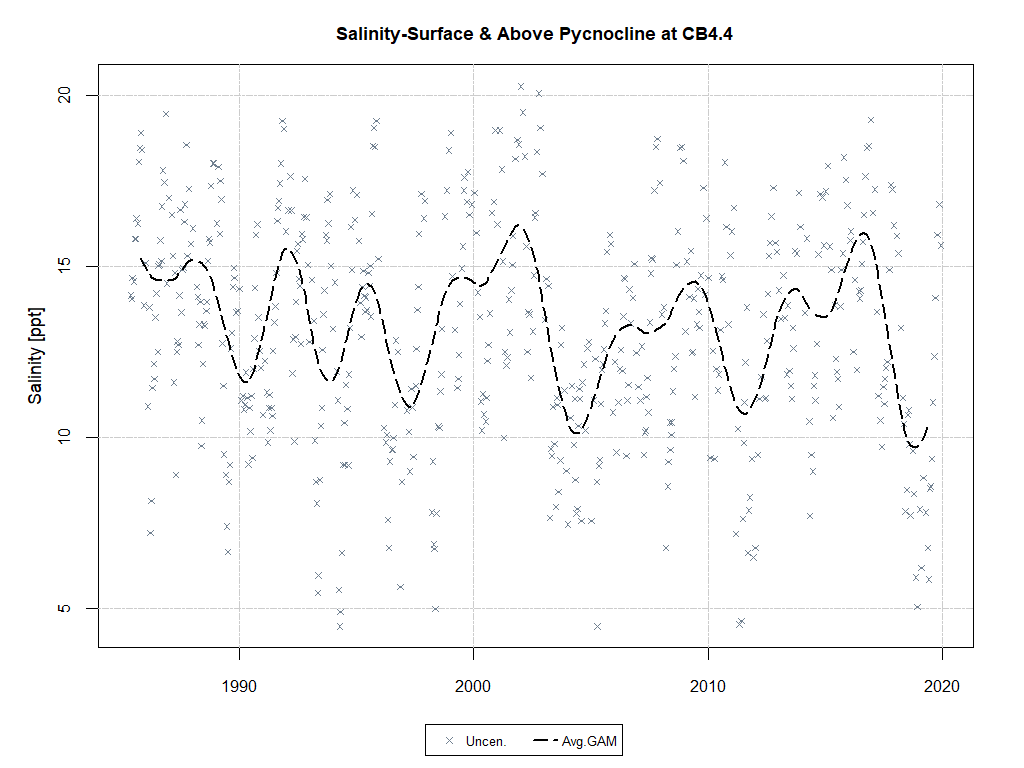 Salinity-Surface & Above Pycnocline at CB4.4
20
15
10
5
Salinity [ppt]
1990
2000
2010
2020
Uncen.
Avg.GAM